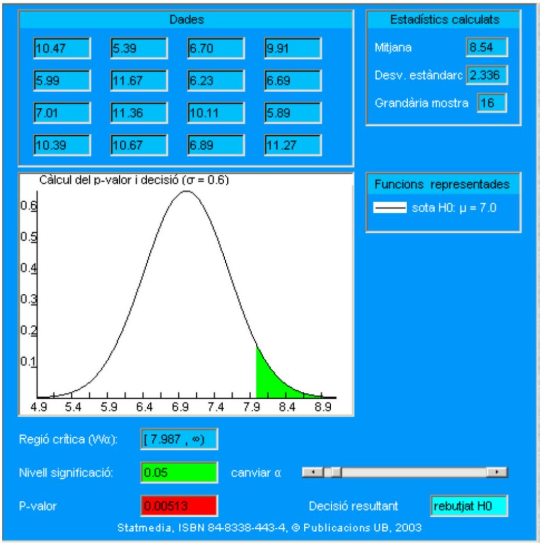 Dades
10.47 5.39 6.70 9.91
5.99 11.67 6.23 6.69
7.01 11.36 10.11 5.89
10.39 10.67 6.89 11.27
Estadístics calculats
Mitjana 8.54
Desv. estàndarc 2.336
Grandària mostra 16
Càlcul del p-valor i decisió (σ = 0.6)
0.6
0.5
0.4
0.3
0.2
0.1
4.9 5.4 5.9 6.4 6.9 7.4 7.9 8.4 8.9
Funcions representades
sota H0: μ = 7.0
Regió crítica (Wα): [ 7.987 , ∞)
Nivell significació: 0.05 canviar α
P-valor 0.00513 Decisió resultant rebutjat H0
Statmedia, ISBN 84-8338-443-4, @ Publicacions UB, 2003